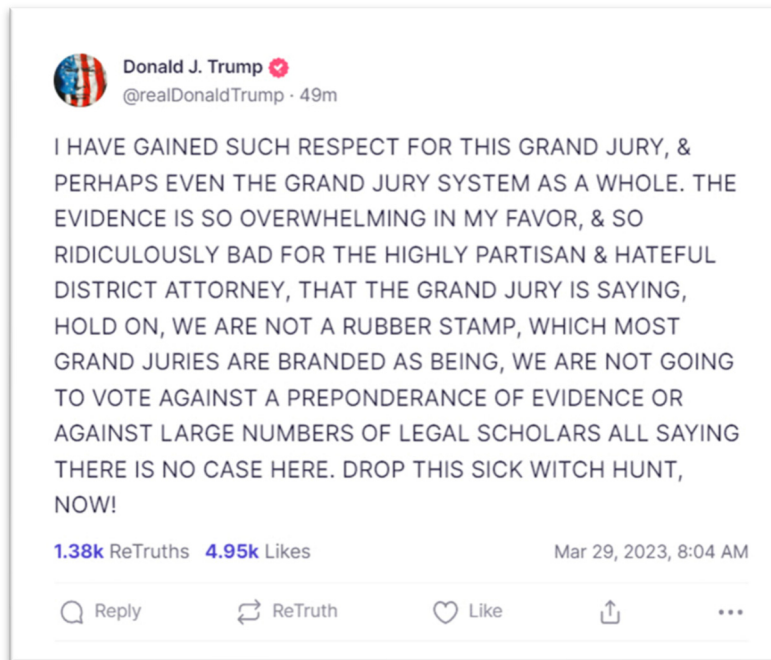 Donald J. Trump
@realDonaldTrump · 49m
I HAVE GAINED SUCH RESPECT FOR THIS GRAND JURY, &
PERHAPS EVEN THE GRAND JURY SYSTEM AS A WHOLE. THE
EVIDENCE IS SO OVERWHELMING IN MY FAVOR, & SO
RIDICULOUSLY BAD FOR THE HIGHLY PARTISAN & HATEFUL
DISTRICT ATTORNEY, THAT THE GRAND JURY IS SAYING,
HOLD ON, WE ARE NOT A RUBBER STAMP, WHICH MOST
GRAND JURIES ARE BRANDED AS BEING, WE ARE NOT GOING
TO VOTE AGAINST A PREPONDERANCE OF EVIDENCE OR
AGAINST LARGE NUMBERS OF LEGAL SCHOLARS ALL SAYING
THERE IS NO CASE HERE. DROP THIS SICK WITCH HUNT,
NOW!
1.38k ReTruths 4.95k Likes Mar 29, 2023, 8:04 AM
Reply ReTruth Like